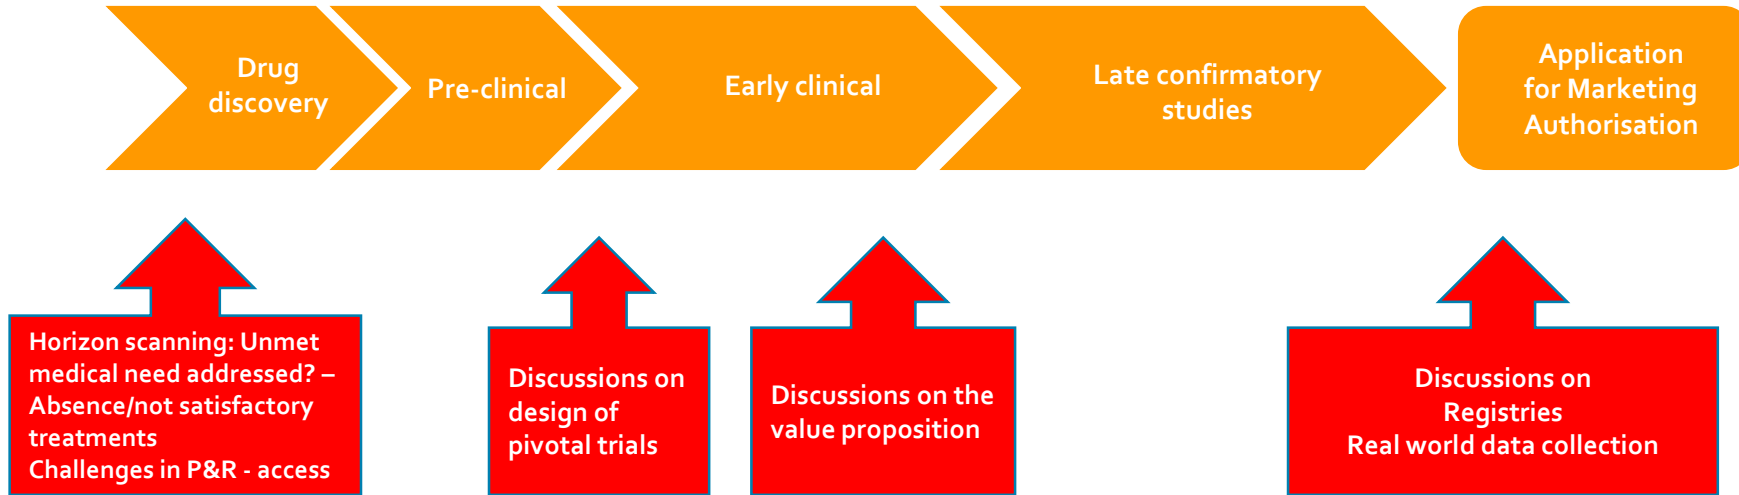 Drug
discovery
Pre-clinical
Early clinical
Late confirmatory
studies
Application
for Marketing
Authorisation
Horizon scanning: Unmet
medical need addressed? –
Absence/not satisfactory
treatments
Challenges in P&R - access
Discussions on
design of
pivotal trials
Discussions on the
value proposition
Discussions on
Registries
Real world data collection